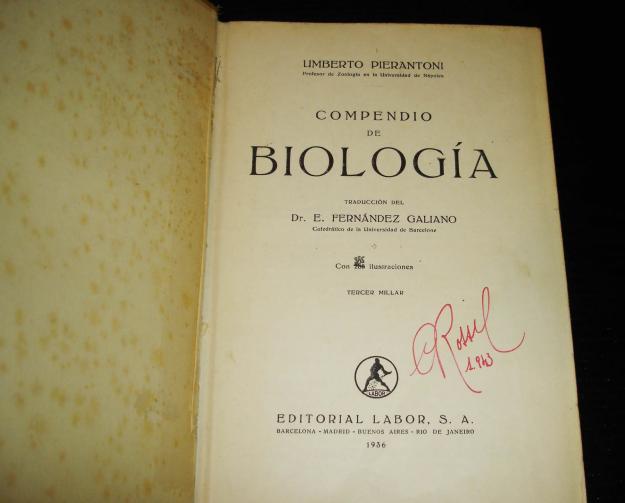 UMBERTO PIERANTONI
Profesor de Zoología en la Universidad de Nápoles
COMPENDIO
DE
BIOLOGÍA
TRADUCCIÓN DEL
Dr. E. FERNÁNDEZ GALIANO
Catedrático de la Universidad de Barcelona
Con ilustraciones
TERCER MILLAR
Rossel
1.943
LABOR
EDITORIAL LABOR, S. A.
BARCELONA - MADRID - BUENOS AIRES - RIO DE JANEIRO
1936